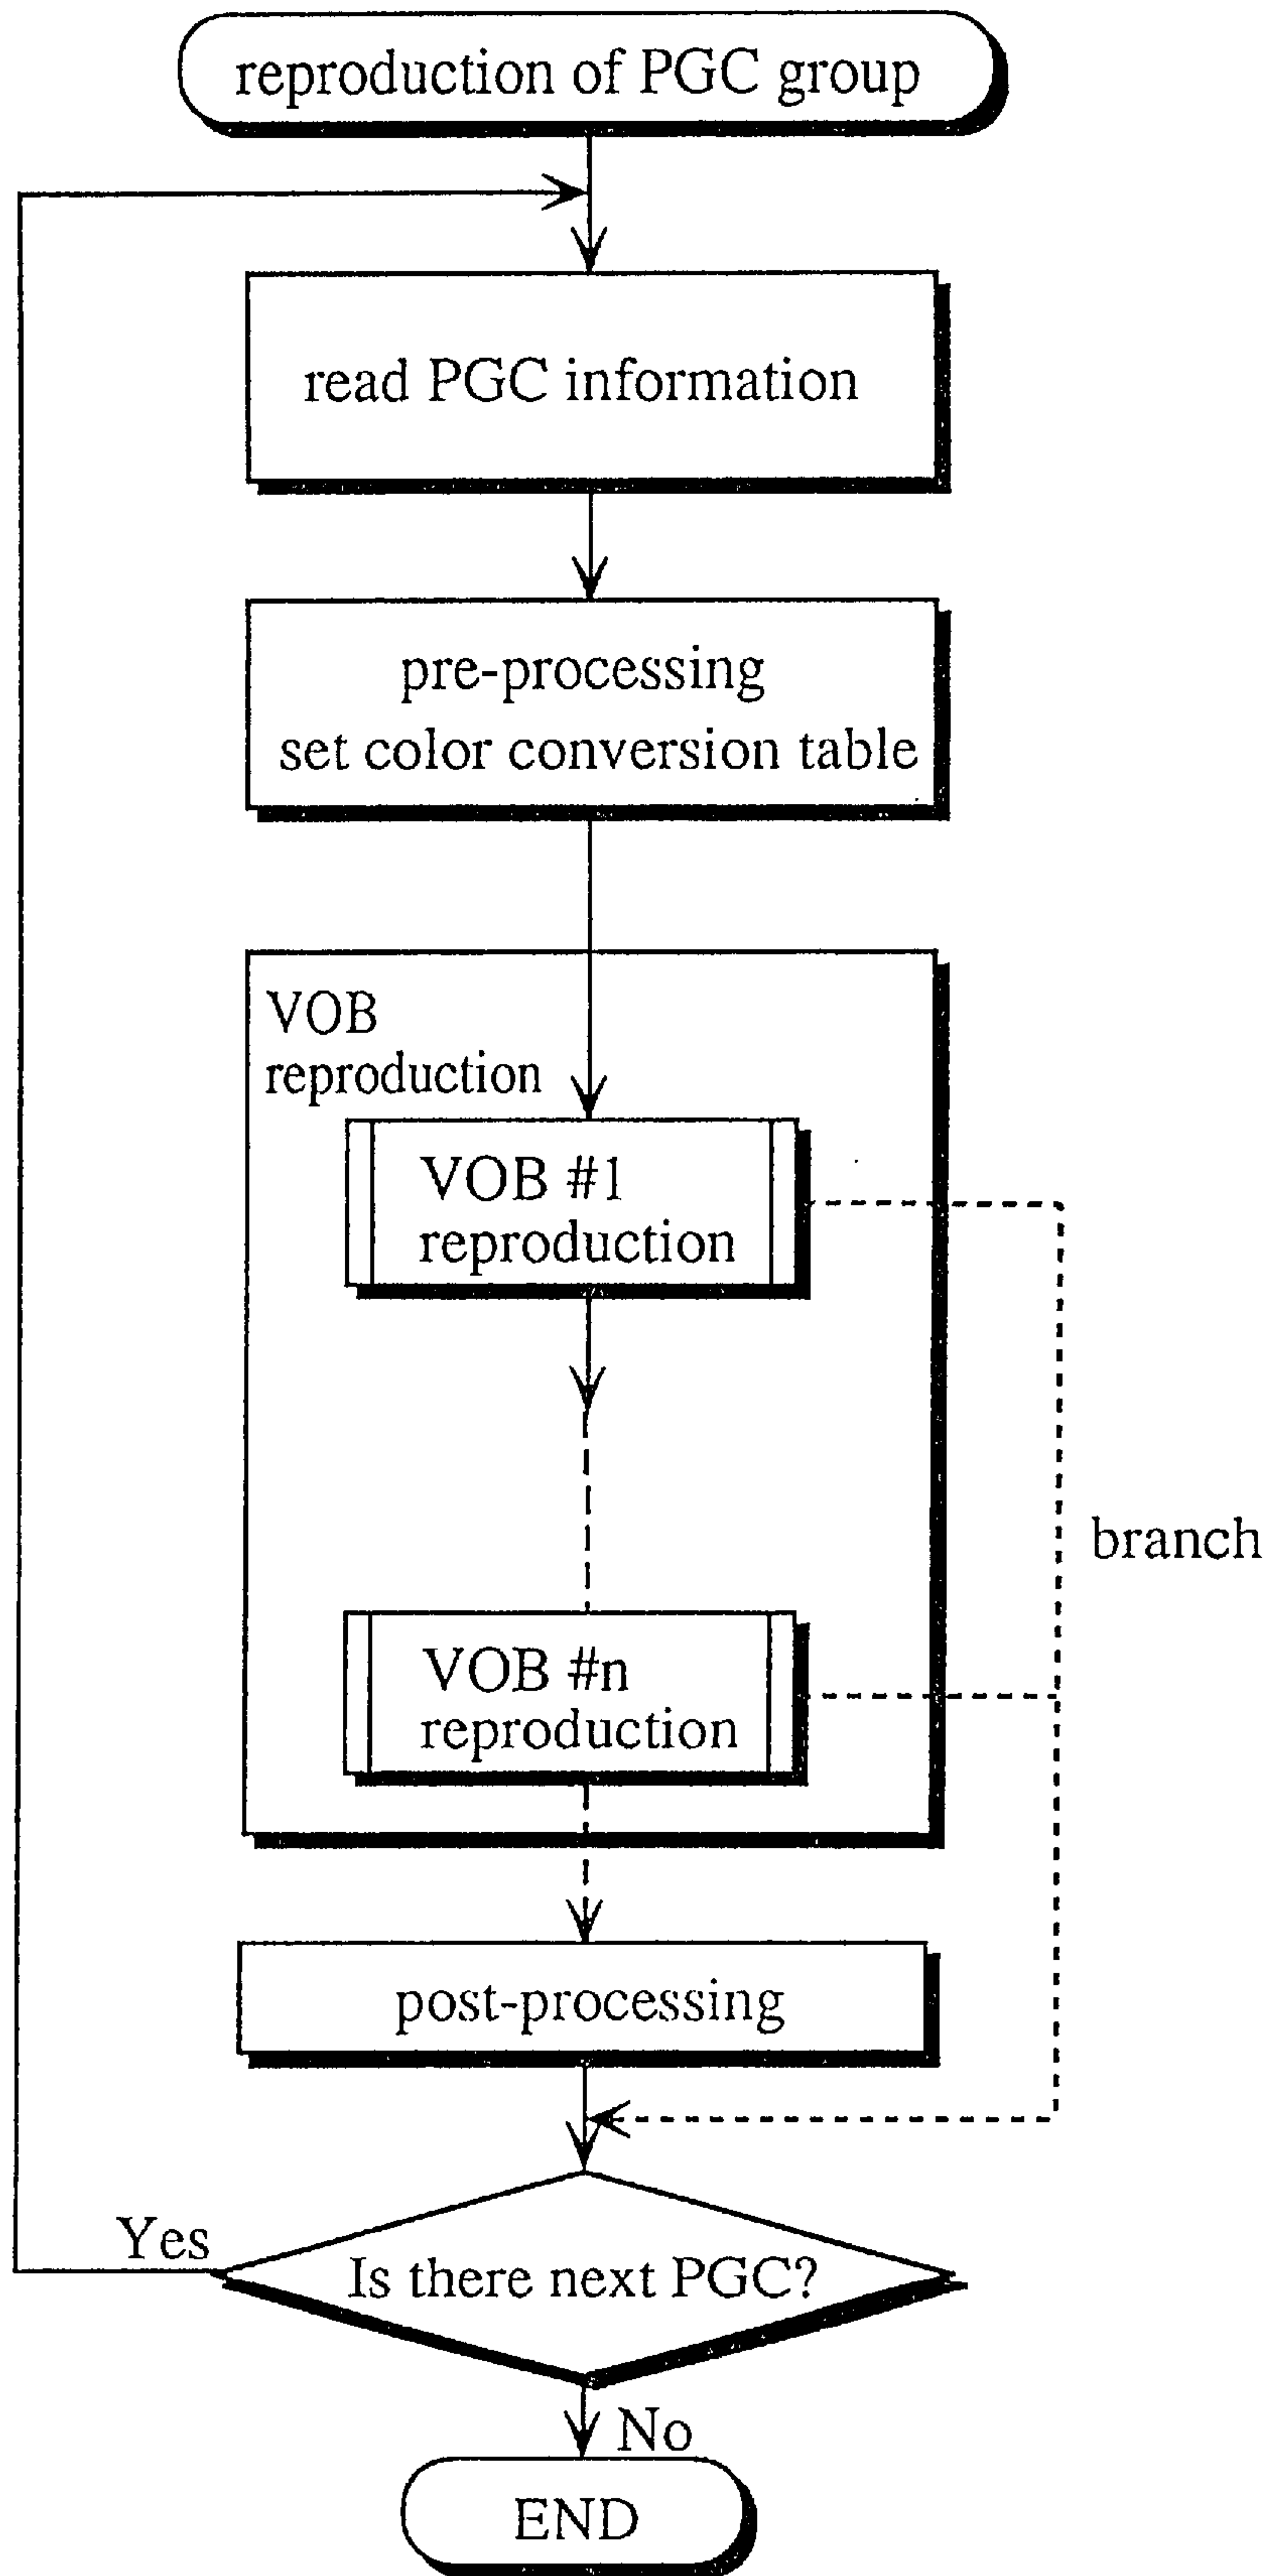 reproduction of PGC group
read PGC information
pre-processing
set color conversion table
VOB
reproduction
VOB #1
reproduction
branch
VOB #n
reproduction
post-processing
Yes
Is there next PGC?
No
END